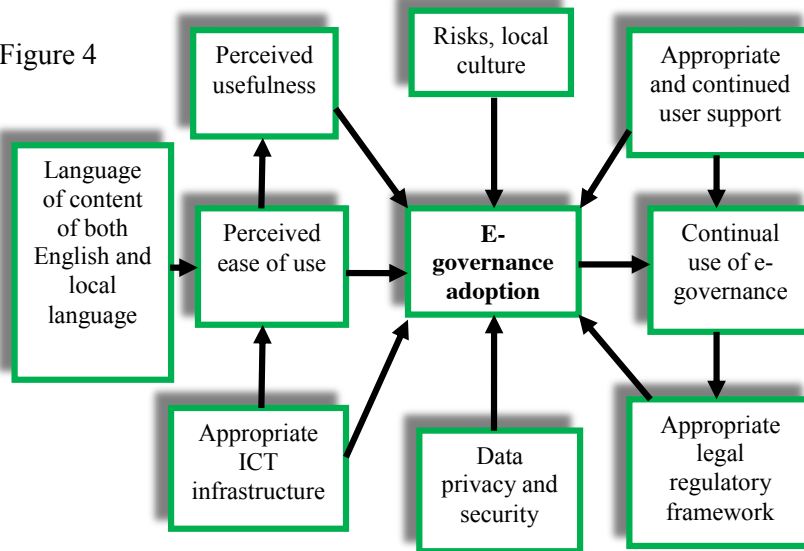 Figure 4
Perceived
usefulness
Risks, local
culture
Appropriate
and continued
user support
Language
of content
of both
English and
local
language
Perceived
ease of use
E-
governance
adoption
Continual
use of e-
governance
Appropriate
ICT
infrastructure
Data
privacy and
security
Appropriate
legal
regulatory
framework